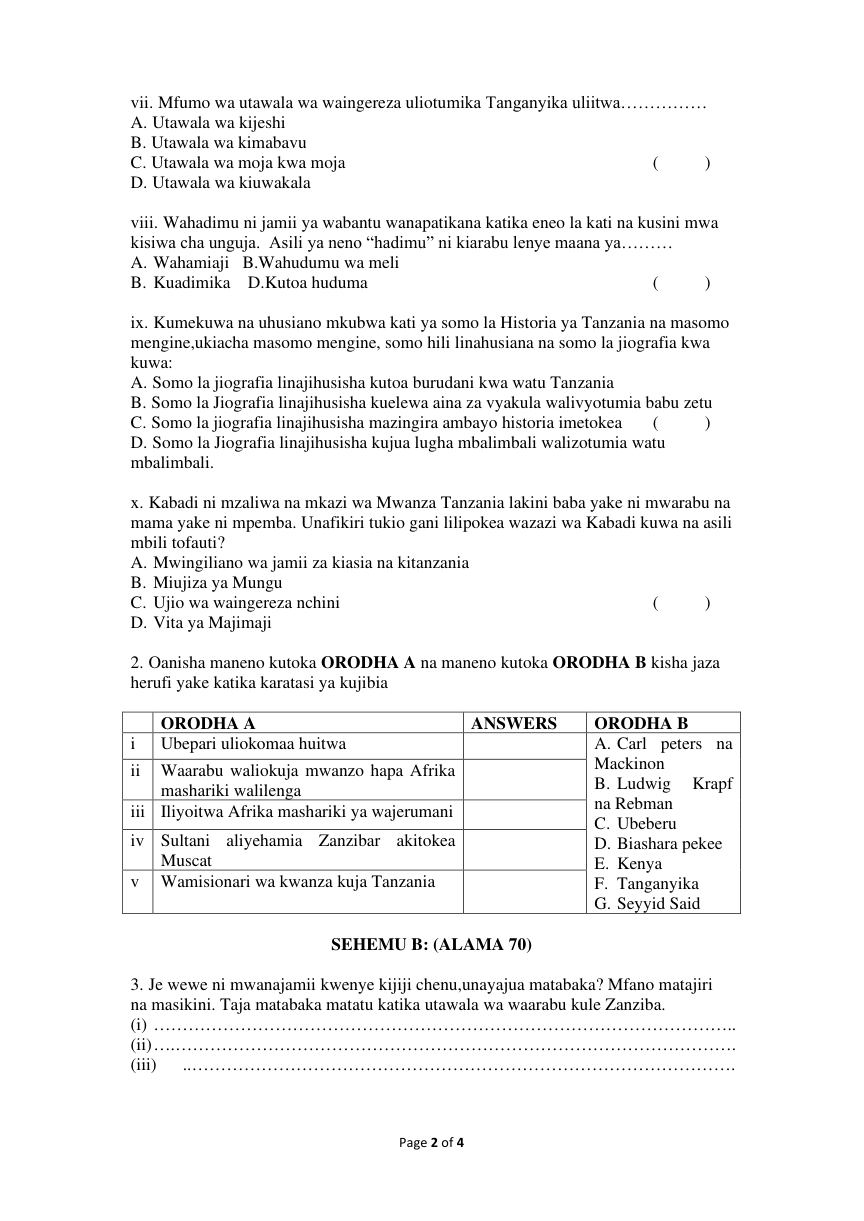 vii. Mfumo wa utawala wa waingereza uliotumika Tanganyika uliitwa……………
A. Utawala wa kijeshi
B. Utawala wa kimabavu
C. Utawala wa moja kwa moja ( )
D. Utawala wa kiuwakala
viii. Wahadimu ni jamii ya wabantu wanapatikana katika eneo la kati na kusini mwa
kisiwa cha unguja. Asili ya neno “hadimu” ni kiarabu lenye maana ya………
A. Wahamiaji B.Wahudumu wa meli
B. Kuadimika D.Kutoa huduma ( )
ix. Kumekuwa na uhusiano mkubwa kati ya somo la Historia ya Tanzania na masomo
mengine,ukiacha masomo mengine, somo hili linahusiana na somo la jiografia kwa
kuwa:
A. Somo la jiografia linajihusisha kutoa burudani kwa watu Tanzania
B. Somo la Jiografia linajihusisha kuelewa aina za vyakula walivyotumia babu zetu
C. Somo la jiografia linajihusisha mazingira ambayo historia imetokea ( )
D. Somo la Jiografia linajihusisha kujua lugha mbalimbali walizotumia watu
mbalimbali.
x. Kabadi ni mzaliwa na mkazi wa Mwanza Tanzania lakini baba yake ni mwarabu na
mama yake ni mpemba. Unafikiri tukio gani lilipokea wazazi wa Kabadi kuwa na asili
mbili tofauti?
A. Mwingiliano wa jamii za kiasia na kitanzania
B. Miujiza ya Mungu
C. Ujio wa waingereza nchini ( )
D. Vita ya Majimaji
2. Oanisha maneno kutoka ORODHA A na maneno kutoka ORODHA B kisha jaza
herufi yake katika karatasi ya kujibia
ORODHA A ANSWERS ORODHA B
i Ubepari uliokomaa huitwa
ii Waarabu waliokuja mwanzo hapa Afrika
mashariki walilenga
iii Iliyoitwa Afrika mashariki ya wajerumani
iv Sultani aliyehamia Zanzibar akitokea
Muscat
v Wamisionari wa kwanza kuja Tanzania
A. Carl peters na
Mackinon
B. Ludwig Krapf
na Rebman
C. Ubeberu
D. Biashara pekee
E. Kenya
F. Tanganyika
G. Seyyid Said
SEHEMU B: (ALAMA 70)
3. Je wewe ni mwanajamii kwenye kijiji chenu,unayajua matabaka? Mfano matajiri
na masikini. Taja matabaka matatu katika utawala wa waarabu kule Zanziba.
(i) ………………………………………………………………………………………..
(ii)….…………………………………………………………………………………….
(iii) ..………………………………………………………………………………….
Page 2 of 4